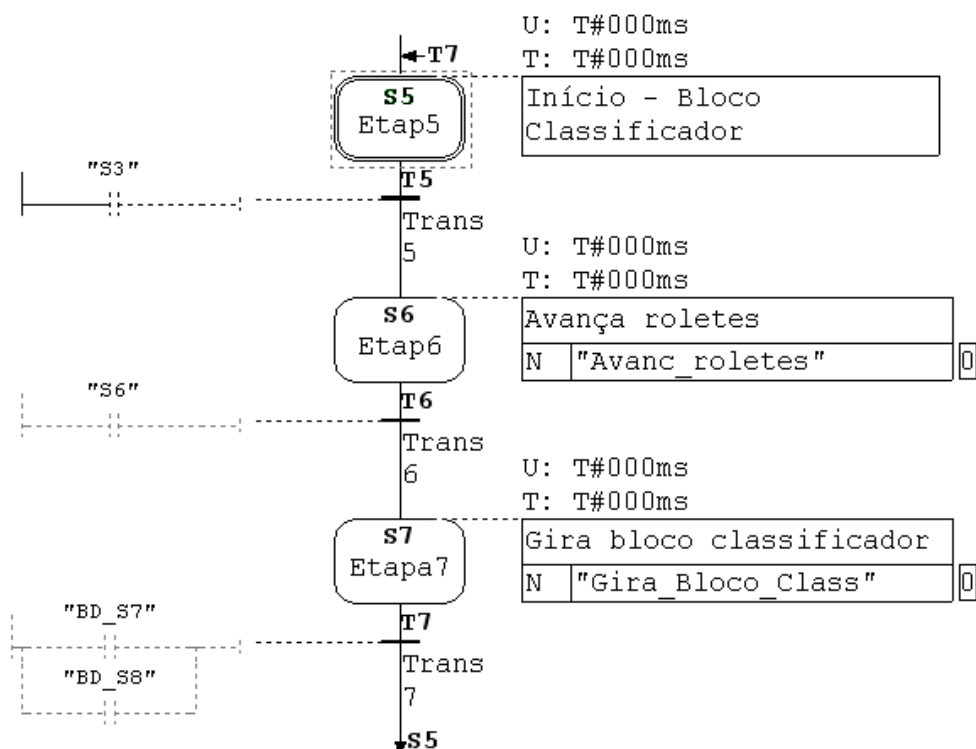 U: T#000ms
T7
T: T#000ms
S5
Etap5
Início - Bloco
Classificador
"S3"
T5
Trans
5
U: T#000ms
T: T#000ms
S6
Etap6
Avança roletes
N "Avanc_roletes" 0
"S6"
T6
Trans
6
U: T#000ms
T: T#000ms
S7
Etapa7
Gira bloco classificador
N "Gira_Bloco_Class" 0
"BD_S7"
T7
Trans
7
"BD_S8"
S5